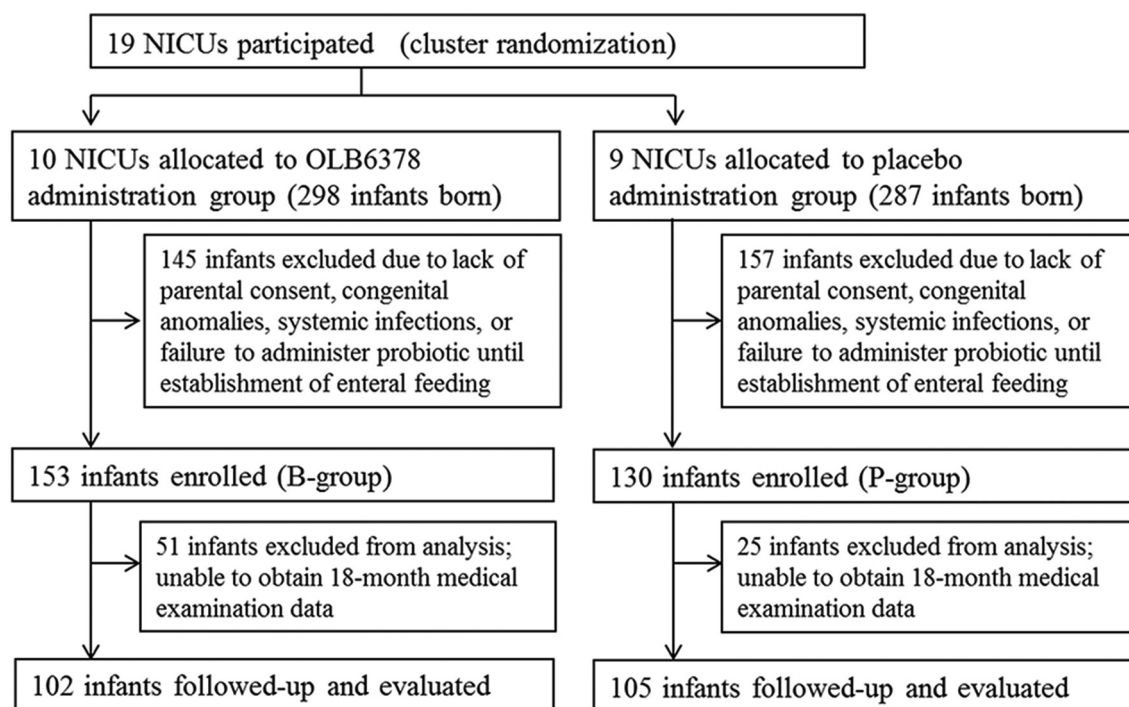 19 NICUs participated (cluster randomization)
10 NICUs allocated to OLB6378
administration group (298 infants born)
9 NICUs allocated to placebo
administration group (287 infants born)
145 infants excluded due to lack of
parental consent, congenital
anomalies, systemic infections, or
failure to administer probiotic until
establishment of enteral feeding
157 infants excluded due to lack of
parental consent, congenital
anomalies, systemic infections, or
failure to administer probiotic until
establishment of enteral feeding
153 infants enrolled (B-group)
130 infants enrolled (P-group)
51 infants excluded from analysis;
unable to obtain 18-month medical
examination data
25 infants excluded from analysis;
unable to obtain 18-month medical
examination data
102 infants followed-up and evaluated
105 infants followed-up and evaluated